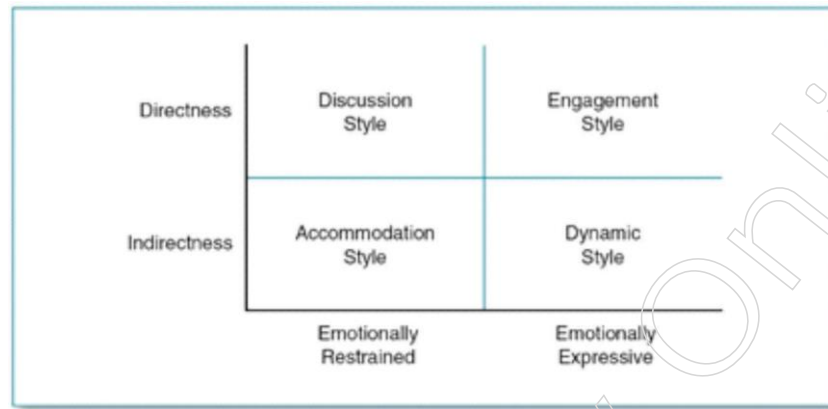 Directness
Discussion
Style
Engagement
Style
Indirectness
Accommodation
Style
Dynamic
Style
Emotionally
Restrained
Emotionally
Expressive